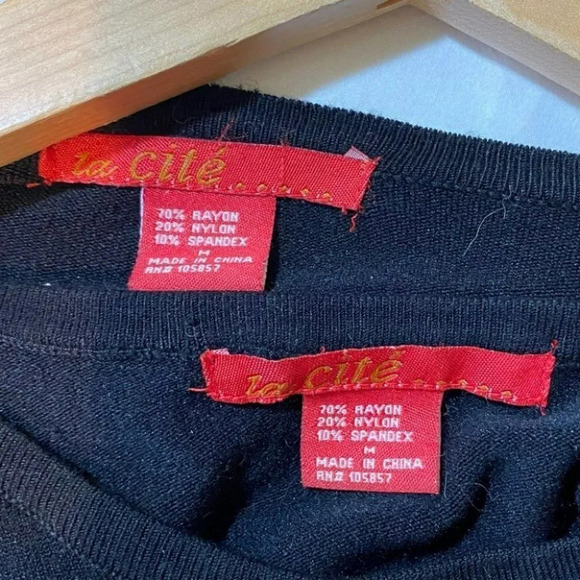 la cité
70% RAYON
20% NYLON
10% SPANDEX
M
MADE IN CHINA
RN# 105857
la cité
70% RAYON
20% NYLON
10% SPANDEX
M
MADE IN CHINA
RN# 105857